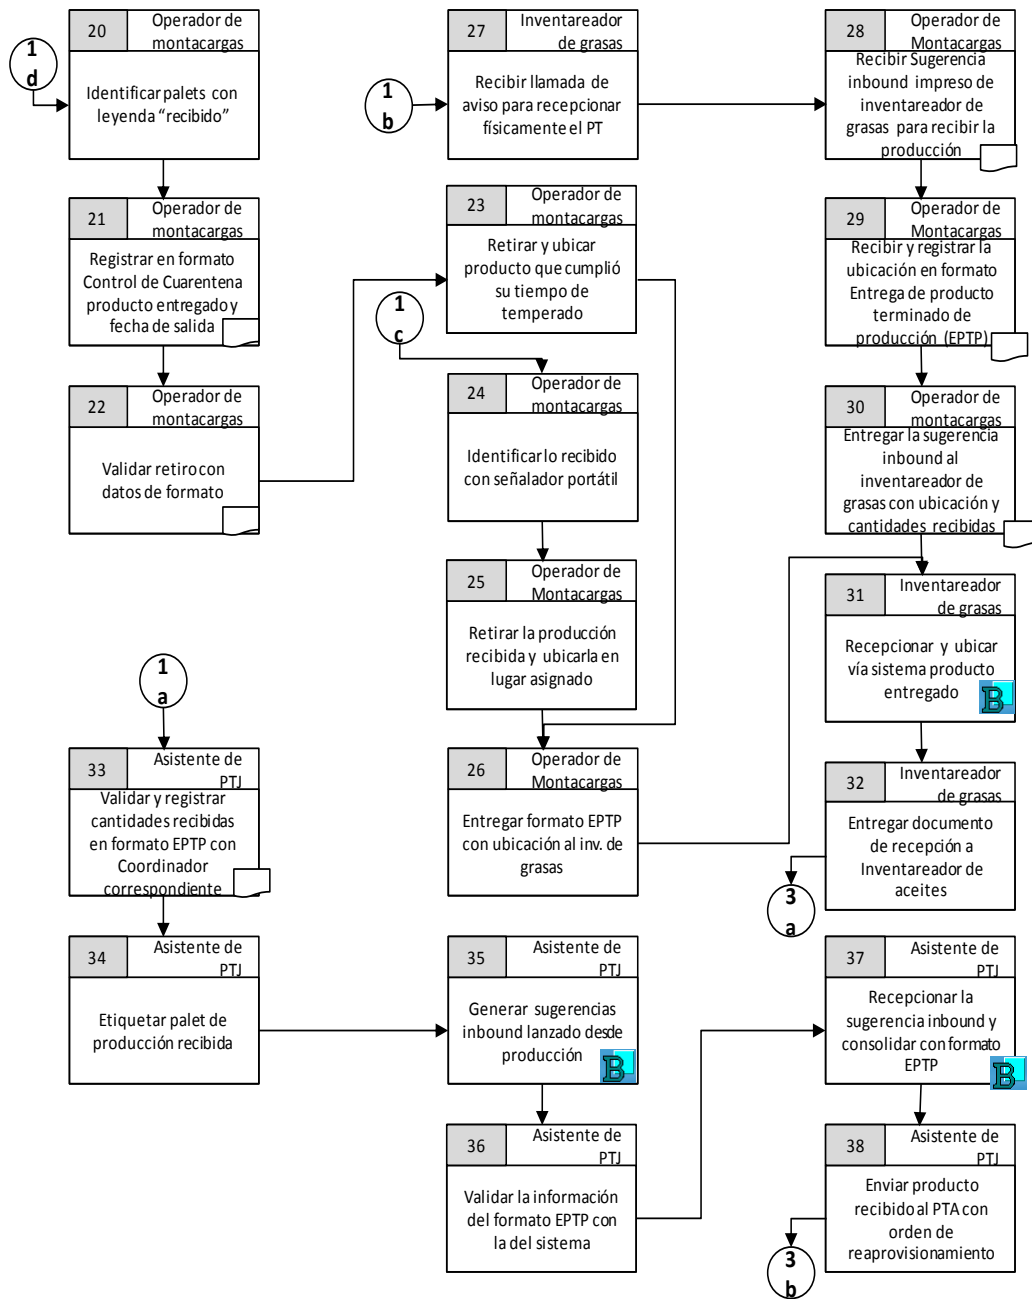 1
d
20
Operador de
montacargas
Identificar palets con
leyenda “recibido”
21
Operador de
montacargas
Registrar en formato
Control de Cuarentena
producto entregado y
fecha de salida
22
Operador de
montacargas
Validar retiro con
datos de formato
23
Operador de
montacargas
Retirar y ubicar
producto que cumplió
su tiempo de
temperado
1
c
24
Operador de
montacargas
Identificar lo recibido
con señalador portátil
25
Operador de
Montacargas
Retirar la producción
recibida y ubicarla en
lugar asignado
26
Operador de
Montacargas
Entregar formato EPTP
con ubicación al inv. de
grasas
1
b
27
Inventareador
de grasas
Recibir llamada de
aviso para recepcionar
físicamente el PT
28
Operador de
Montacargas
Recibir Sugerencia
inbound impreso de
inventareador de
grasas para recibir la
producción
29
Operador de
Montacargas
Recibir y registrar la
ubicación en formato
Entrega de producto
terminado de
producción (EPTP)
30
Operador de
montacargas
Entregar la sugerencia
inbound al
inventareador de
grasas con ubicación y
cantidades recibidas
31
Inventareador
de grasas
Recepcionar y ubicar
vía sistema producto
entregado
B
32
Inventareador
de grasas
Entregar documento
de recepción a
Inventareador de
aceites
3
a
1
a
33
Asistente de
PTJ
Validar y registrar
cantidades recibidas
en formato EPTP con
Coordinador
correspondiente
34
Asistente de
PTJ
Etiquetar palet de
producción recibida
35
Asistente de
PTJ
Generar sugerencias
inbound lanzado desde
producción
B
36
Asistente de
PTJ
Validar la información
del formato EPTP con
la del sistema
37
Asistente de
PTJ
Recepcionar la
sugerencia inbound y
consolidar con formato
EPTP
B
38
Asistente de
PTJ
Enviar producto
recibido al PTA con
orden de
reaprovisionamiento
3
b